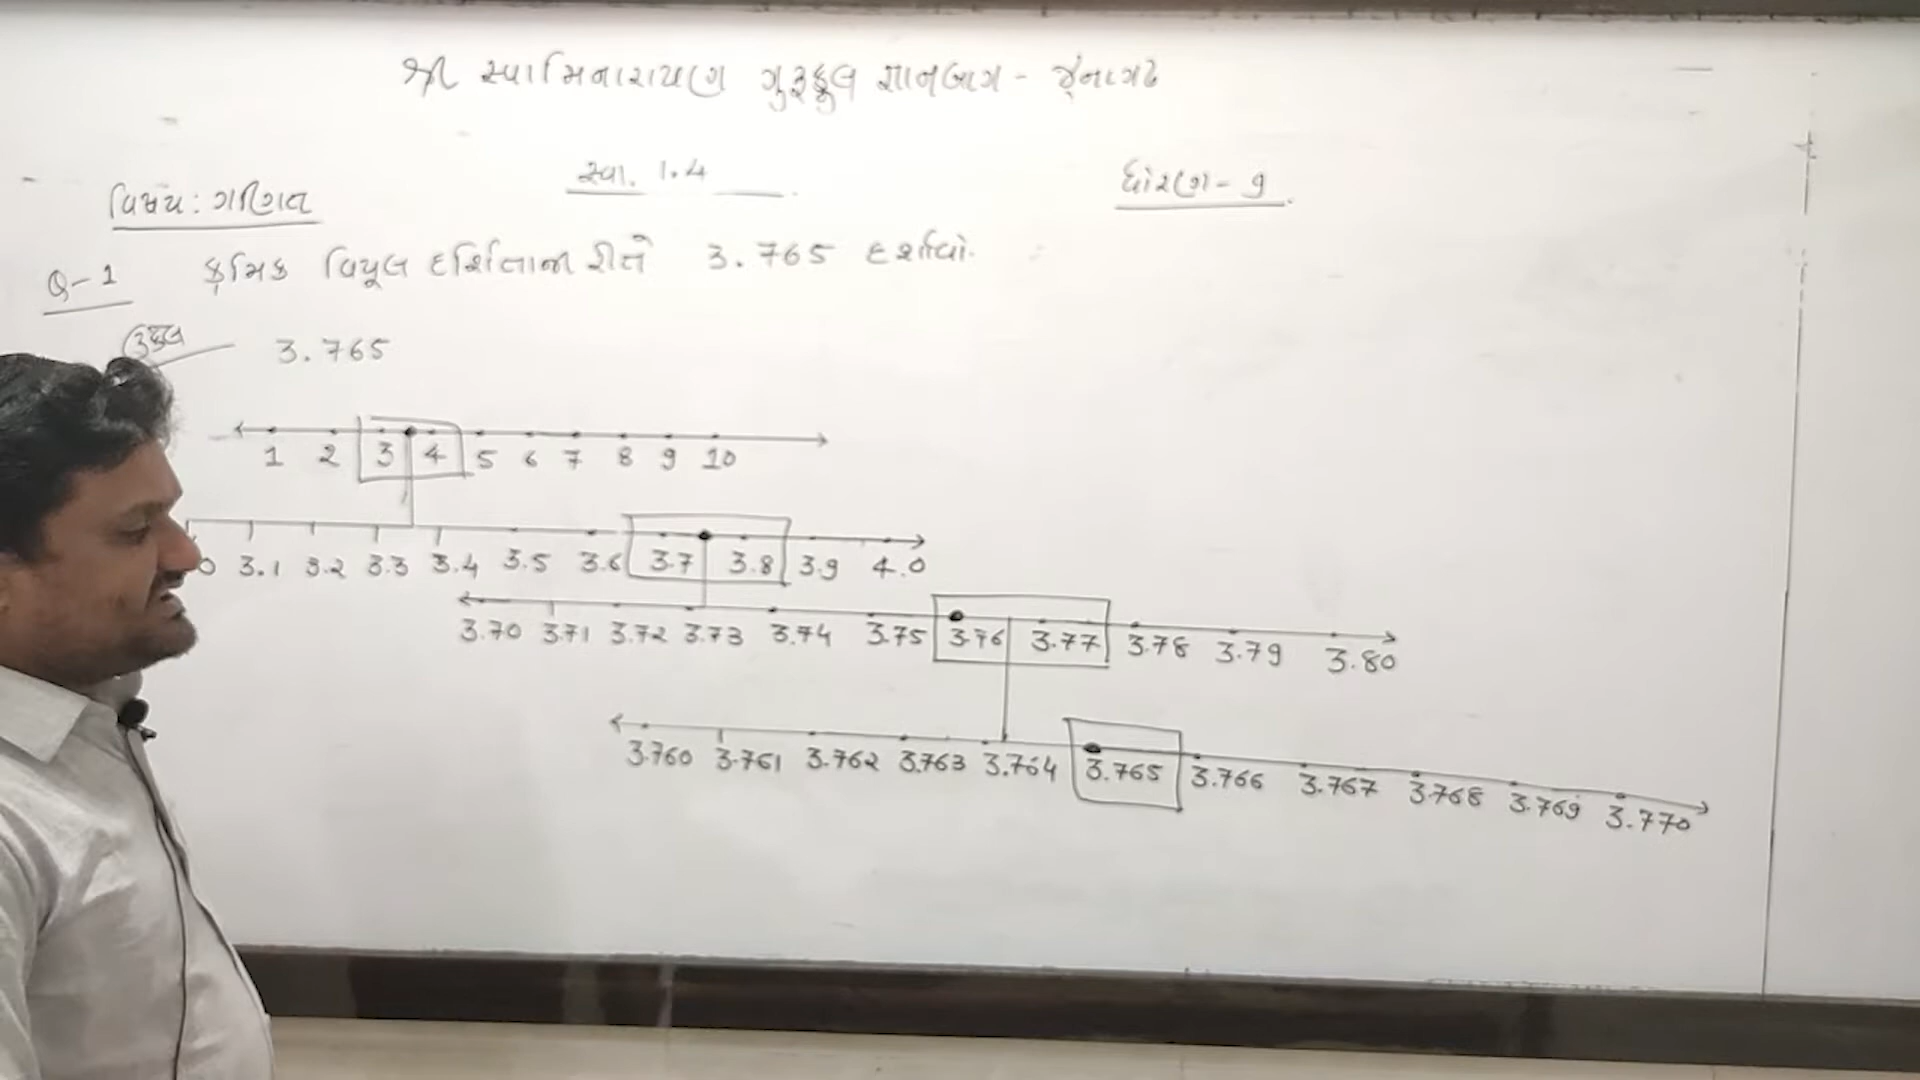 શ્રી સ્વામિનારાયણ ગુરુકુલ જ્ઞાનબાગ - જૂનાગઢ
વિષય : ગણિત સ્વા. 1.4 ધોરણ - 9
Q-1 ક્રમિક વિપુલ દર્શિતાની રીતે 3.765 દર્શાવો.
ઉકેલ 3.765
1 2 3 4 5 6 7 8 9 10
0 3.1 3.2 3.3 3.4 3.5 3.6 3.7 3.8 3.9 4.0
3.70 3.71 3.72 3.73 3.74 3.75 3.76 3.77 3.78 3.79 3.80
3.760 3.761 3.762 3.763 3.764 3.765 3.766 3.767 3.768 3.769 3.770